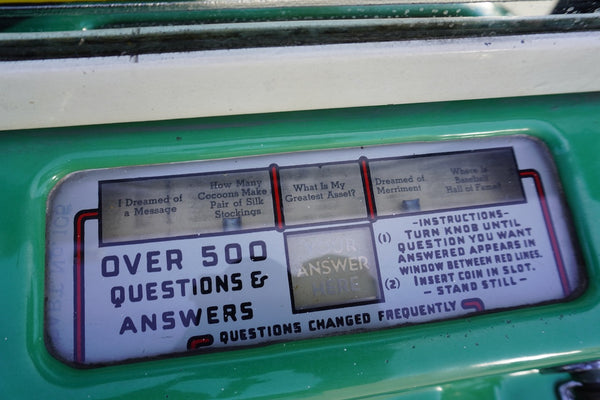 I Dreamed of
a Message
How Many
Cocoons Make
Pair of Silk
Stockings
What Is My
Greatest Asset?
Dreamed of
Merriment
Where is
Baseball
Hall of Fame?
OVER 500
QUESTIONS &
ANSWERS
YOUR
ANSWER
HERE
-INSTRUCTIONS-
(1) TURN KNOB UNTIL
QUESTION YOU WANT
ANSWERED APPEARS IN
WINDOW BETWEEN RED LINES.
(2) INSERT COIN IN SLOT.
- STAND STILL -
QUESTIONS CHANGED FREQUENTLY